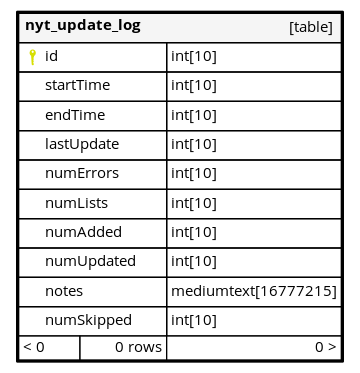 nyt_update_log [table]
id int[10]
startTime int[10]
endTime int[10]
lastUpdate int[10]
numErrors int[10]
numLists int[10]
numAdded int[10]
numUpdated int[10]
notes mediumtext[16777215]
numSkipped int[10]
< 0 0 rows 0 >